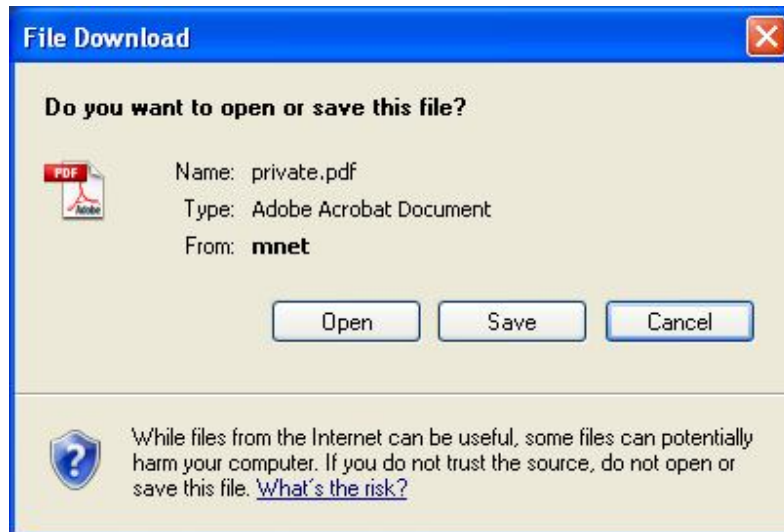 File Download
Do you want to open or save this file?
PDF
Adobe
Name: private.pdf
Type: Adobe Acrobat Document
From: mnet
Open Save Cancel
While files from the Internet can be useful, some files can potentially
harm your computer. If you do not trust the source, do not open or
save this file. What's the risk?